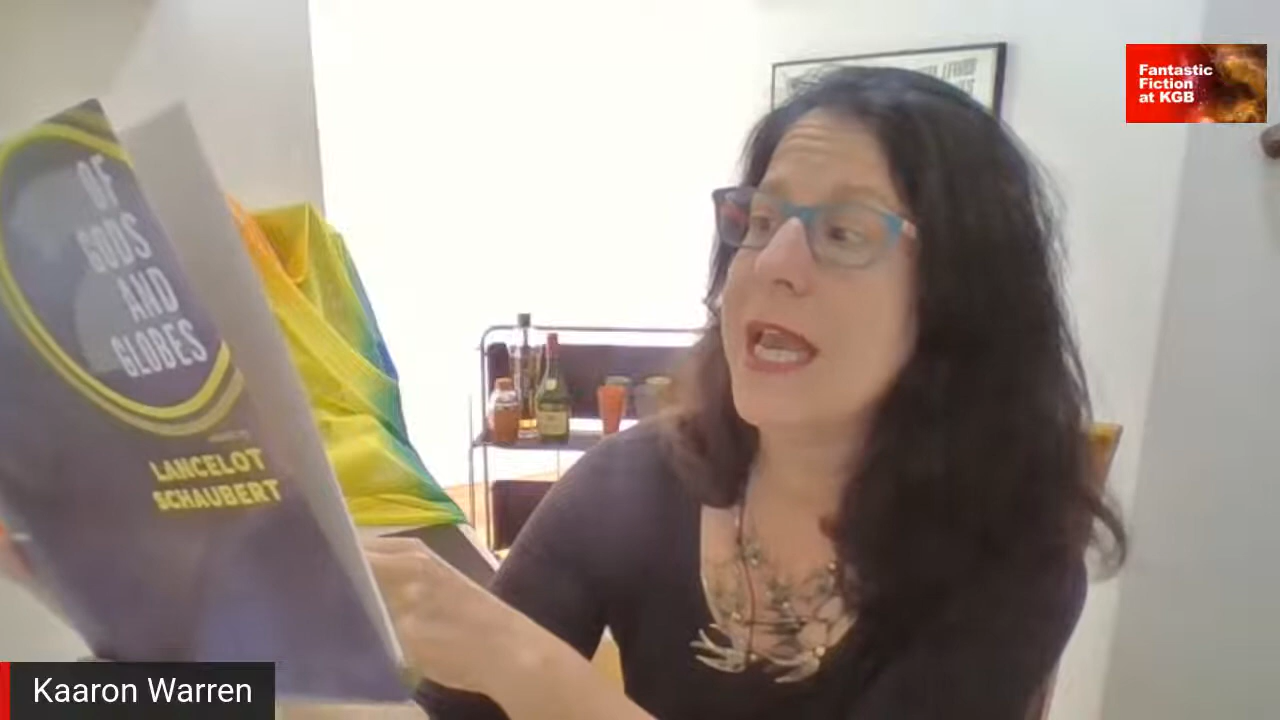 OF
GODS
AND
GLOBES
LANCELOT
SCHAUBERT
Fantastic
Fiction
at KGB
Kaaron Warren